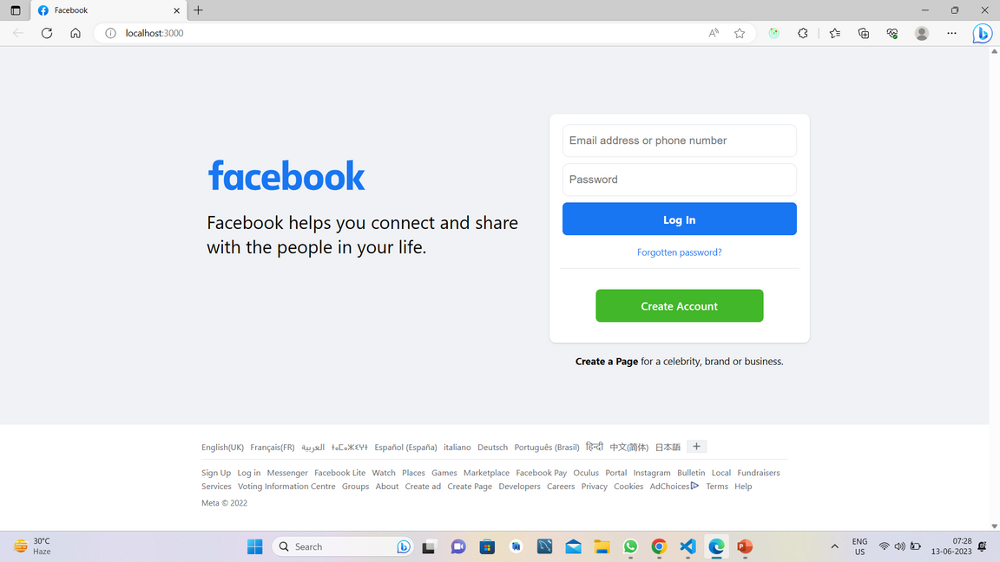 Facebook
localhost:3000
facebook
Facebook helps you connect and share
with the people in your life.
Email address or phone number
Password
Log In
Forgotten password?
Create Account
Create a Page for a celebrity, brand or business.
English(UK) Français(FR) العربية ⵜⴰⵎⴰⵣⵉⵖⵜ Español (España) italiano Deutsch Português (Brasil) हिन्दी 中文(简体) 日本語 +
Sign Up Log in Messenger Facebook Lite Watch Places Games Marketplace Facebook Pay Oculus Portal Instagram Bulletin Local Fundraisers
Services Voting Information Centre Groups About Create ad Create Page Developers Careers Privacy Cookies AdChoices Terms Help
Meta © 2022
30°C
Haze
Search
ENG
US
07:28
13-06-2023